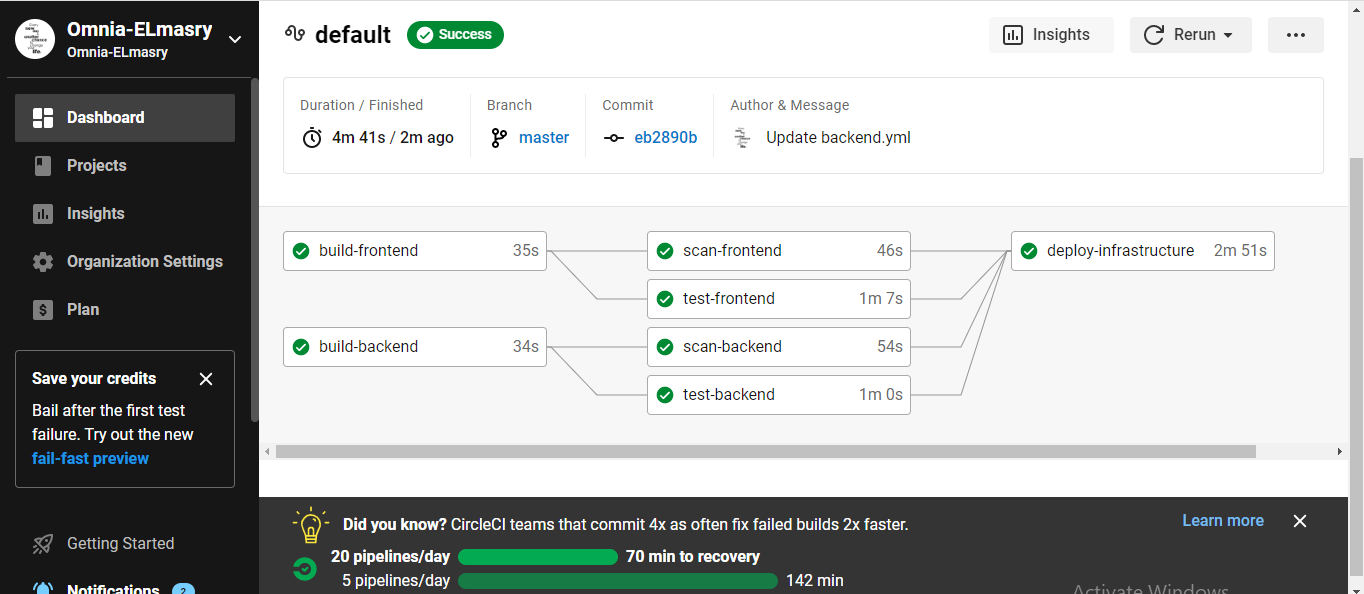 Omnia-ELmasry
Omnia-ELmasry
Dashboard
Projects
Insights
Organization Settings
Plan
Save your credits
Bail after the first test
failure. Try out the new
fail-fast preview
Getting Started
Notifications 2
default Success
Insights
Rerun
Duration / Finished
4m 41s / 2m ago
Branch
master
Commit
eb2890b
Author & Message
Update backend.yml
build-frontend 35s
scan-frontend 46s
deploy-infrastructure 2m 51s
test-frontend 1m 7s
build-backend 34s
scan-backend 54s
test-backend 1m 0s
Did you know? CircleCI teams that commit 4x as often fix failed builds 2x faster.
Learn more
20 pipelines/day 70 min to recovery
5 pipelines/day 142 min
Activate Windows